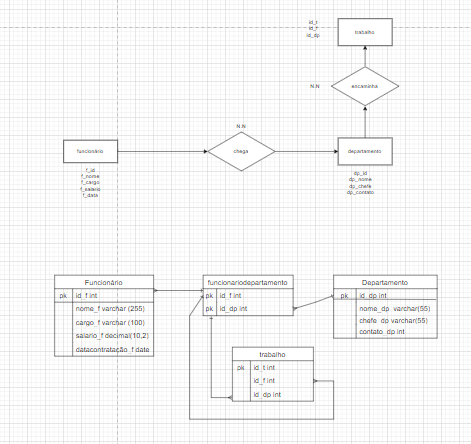 id_t
id_f
id_dp
trabalho
N.N
encaminha
N.N
funcionário
chega
departamento
f_id
f_nome
f_cargo
f_salario
f_data
dp_id
dp_nome
dp_chefe
dp_contato
Funcionário
pk id_f int
nome_f varchar (255)
cargo_f varchar (100)
salario_f decimal(10,2)
datacontratação_f date
funcionariodepartamento
pk id_f int
pk id_dp int
Departamento
pk id_dp int
nome_dp varchar(55)
chefe_dp varchar(55)
contato_dp int
trabalho
pk id_t int
id_f int
id_dp int